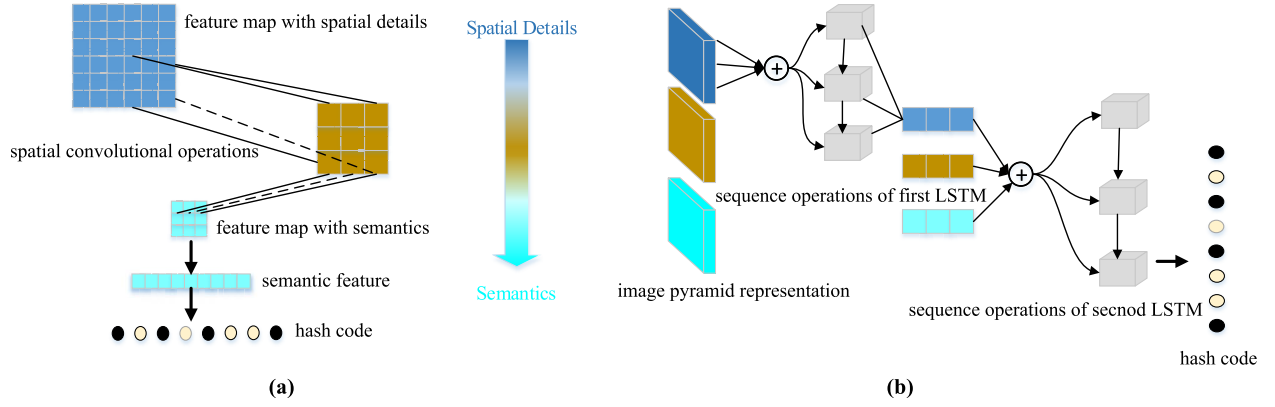 feature map with spatial details
spatial convolutional operations
feature map with semantics
semantic feature
hash code
(a)
Spatial Details
Semantics
sequence operations of first LSTM
image pyramid representation
sequence operations of secnod LSTM
hash code
(b)